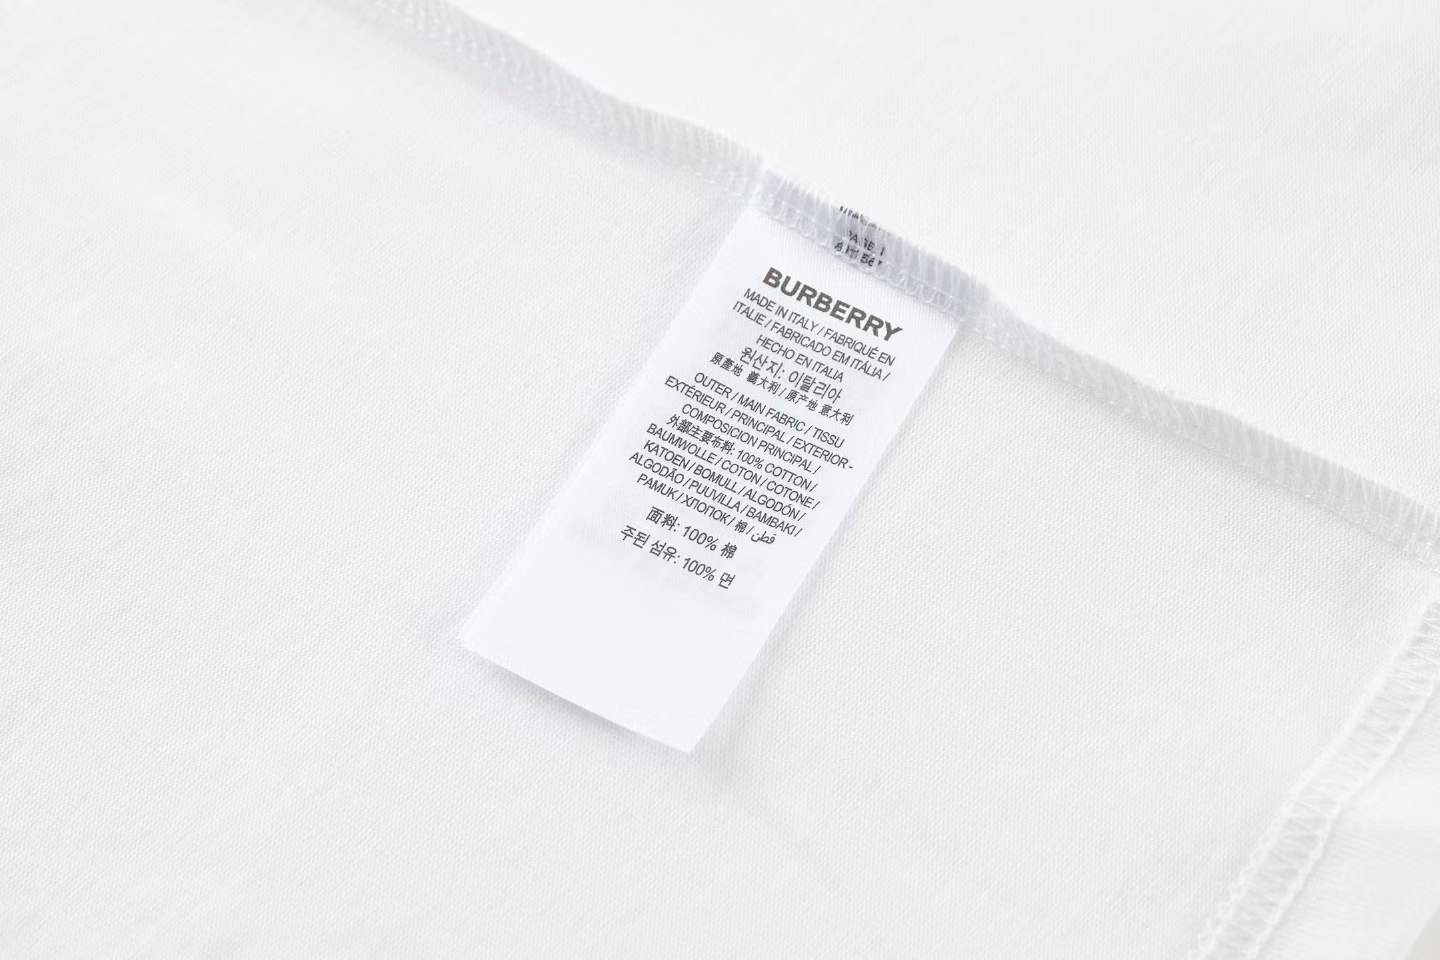 BURBERRY
MADE IN ITALY / FABRIQUÉ EN
ITALIE / FABRICADO EM ITÁLIA /
HECHO EN ITALIA
원산지: 이탈리아
原產地 義大利 / 原产地 意大利
OUTER / MAIN FABRIC / TISSU
EXTÉRIEUR / PRINCIPAL / EXTERIOR -
COMPOSICION PRINCIPAL /
外部主要布料: 100% COTTON /
BAUMWOLLE / COTON / COTONE /
KATOEN / BOMULL / ALGODÓN /
ALGODÃO / PUUVILLA / BAMBAKI /
PAMUK / ХЛОПОК / 棉 / قطن
面料: 100% 棉
주된 섬유: 100% 면